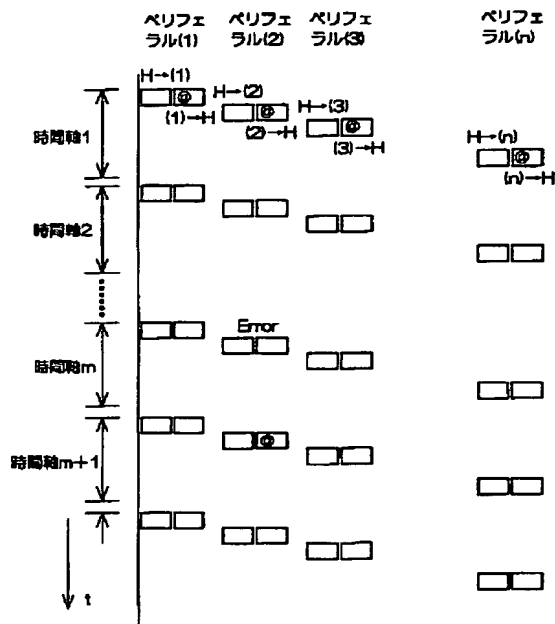 ペリフェ
ラル(1)
ペリフェ
ラル(2)
ペリフェ
ラル(3)
ペリフェ
ラル(n)
H→(1)
(1)→H
H→(2)
(2)→H
H→(3)
(3)→H
H→(n)
(n)→H
◎
◎
◎
◎
時間軸1
時間軸2
Error
時間軸m
時間軸m+1
◎
t